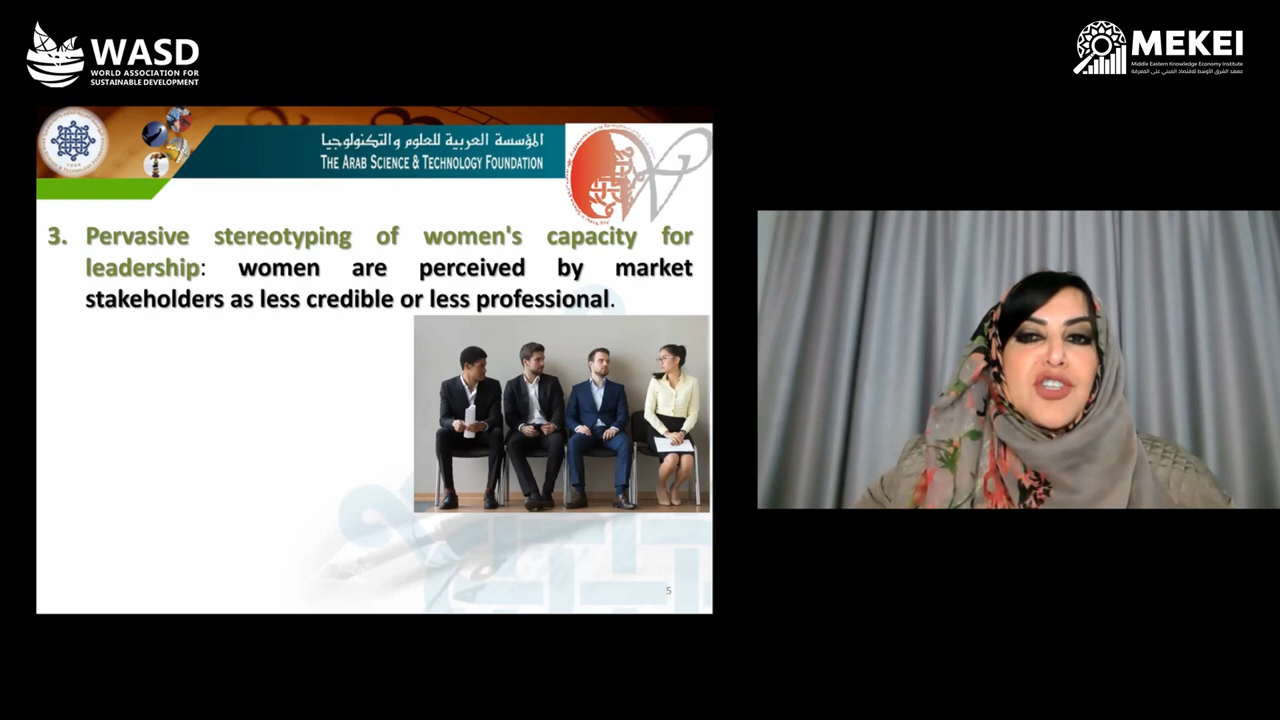 WASD
WORLD ASSOCIATION FOR
SUSTAINABLE DEVELOPMENT
MEKEI
Middle Eastern Knowledge Economy Institute
معهد الشرق الأوسط للاقتصاد المبني على المعرفة
المؤسسة العربية للعلوم والتكنولوجيا
THE ARAB SCIENCE & TECHNOLOGY FOUNDATION
3. Pervasive stereotyping of women's capacity for
leadership: women are perceived by market
stakeholders as less credible or less professional.
5